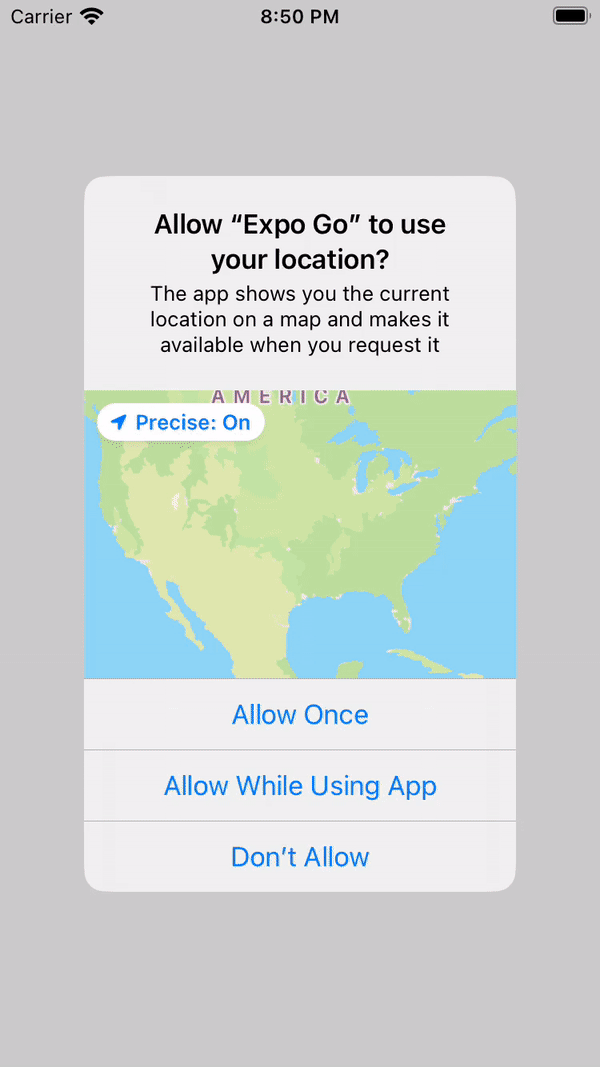 Carrier 8:50 PM
Allow “Expo Go” to use
your location?
The app shows you the current
location on a map and makes it
available when you request it
AMERICA
Precise: On
Allow Once
Allow While Using App
Don’t Allow